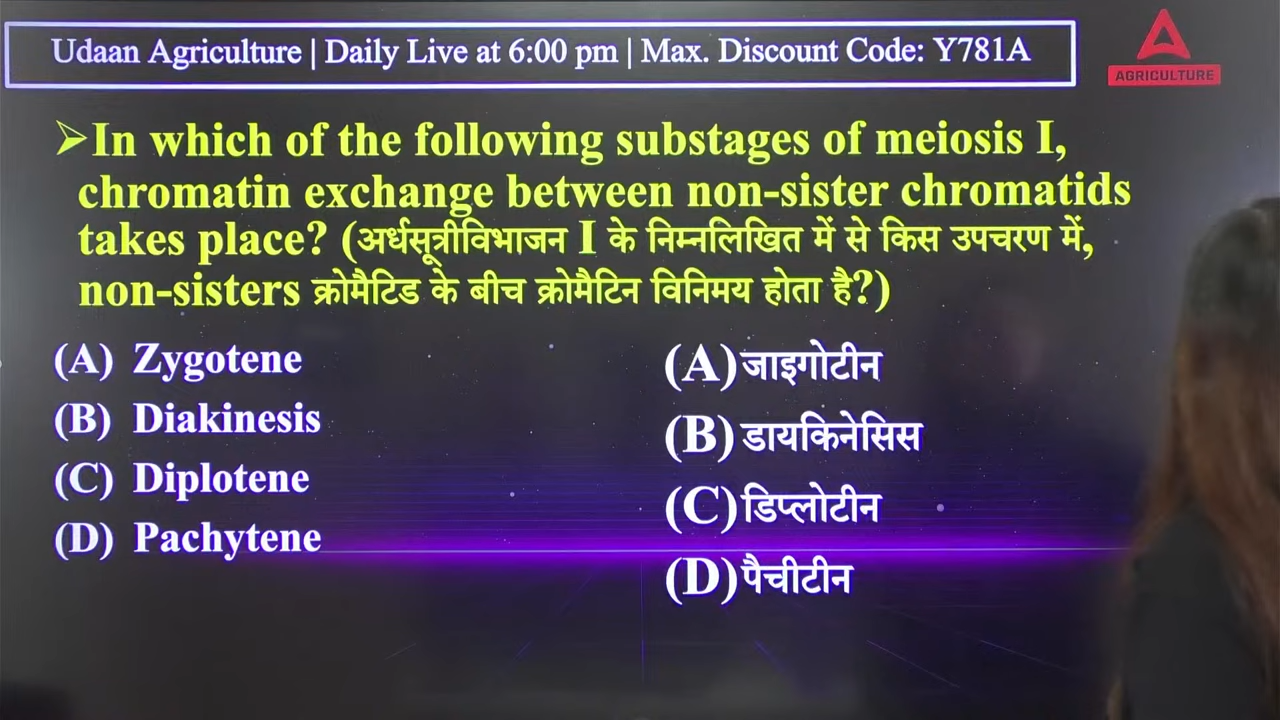 Udaan Agriculture | Daily Live at 6:00 pm | Max. Discount Code: Y781A
AGRICULTURE
➢In which of the following substages of meiosis I,
chromatin exchange between non-sister chromatids
takes place? (अर्धसूत्रीविभाजन I के निम्नलिखित में से किस उपचरण में,
non-sisters क्रोमैटिड के बीच क्रोमैटिन विनिमय होता है?)
(A) Zygotene
(B) Diakinesis
(C) Diplotene
(D) Pachytene
(A) जाइगोटीन
(B) डायकिनेसिस
(C) डिप्लोटीन
(D) पैचीटीन